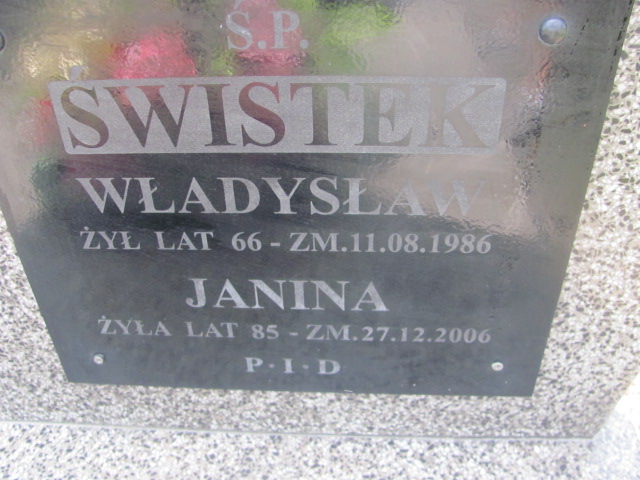 Ś.P.
ŚWISTEK
WŁADYSŁAW
ŻYŁ LAT 66 - ZM.11.08.1986
JANINA
ŻYŁA LAT 85 - ZM.27.12.2006
P·I·D